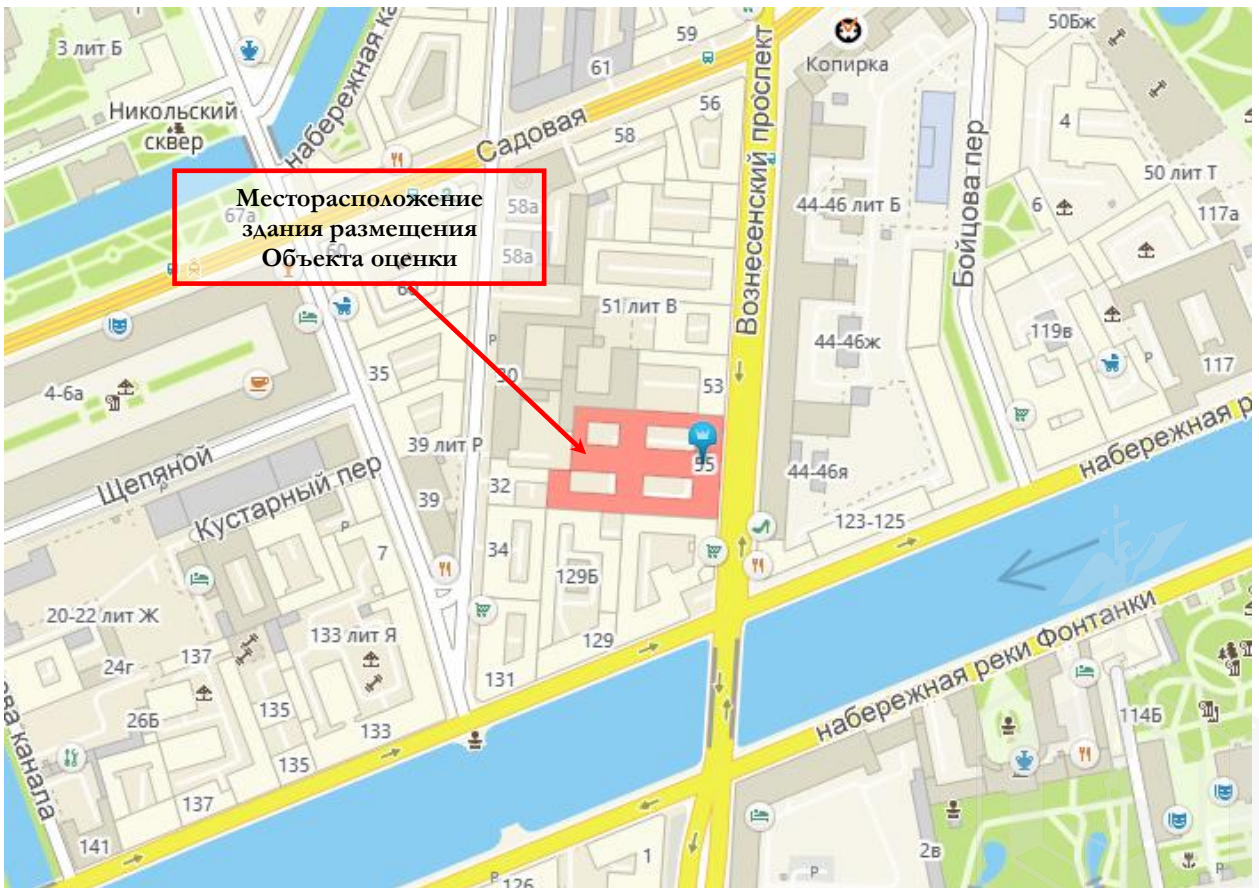 3 лит Б
Никольский
сквер
набережная ка
59
61
56
Садовая
58
Вознесенский проспект
Копирка
50Бж
4
50 лит Т
44-46 лит Б
Бойцова пер
6
117а
Месторасположение
здания размещения
Объекта оценки
67а
60
58а
58а
51 лит В
44-46ж
119в
P
117
4-6а
35
P
30
53
39 лит Р
55
набережная р
Щепяной
Кустарный пер
39
32
44-46я
123-125
P
7
34
129Б
20-22 лит Ж
133 лит Я
129
набережная реки Фонтанки
24г
137
131
26Б
135
133
114Б
ва канала
135
137
141
1
2в
P
P
126
P